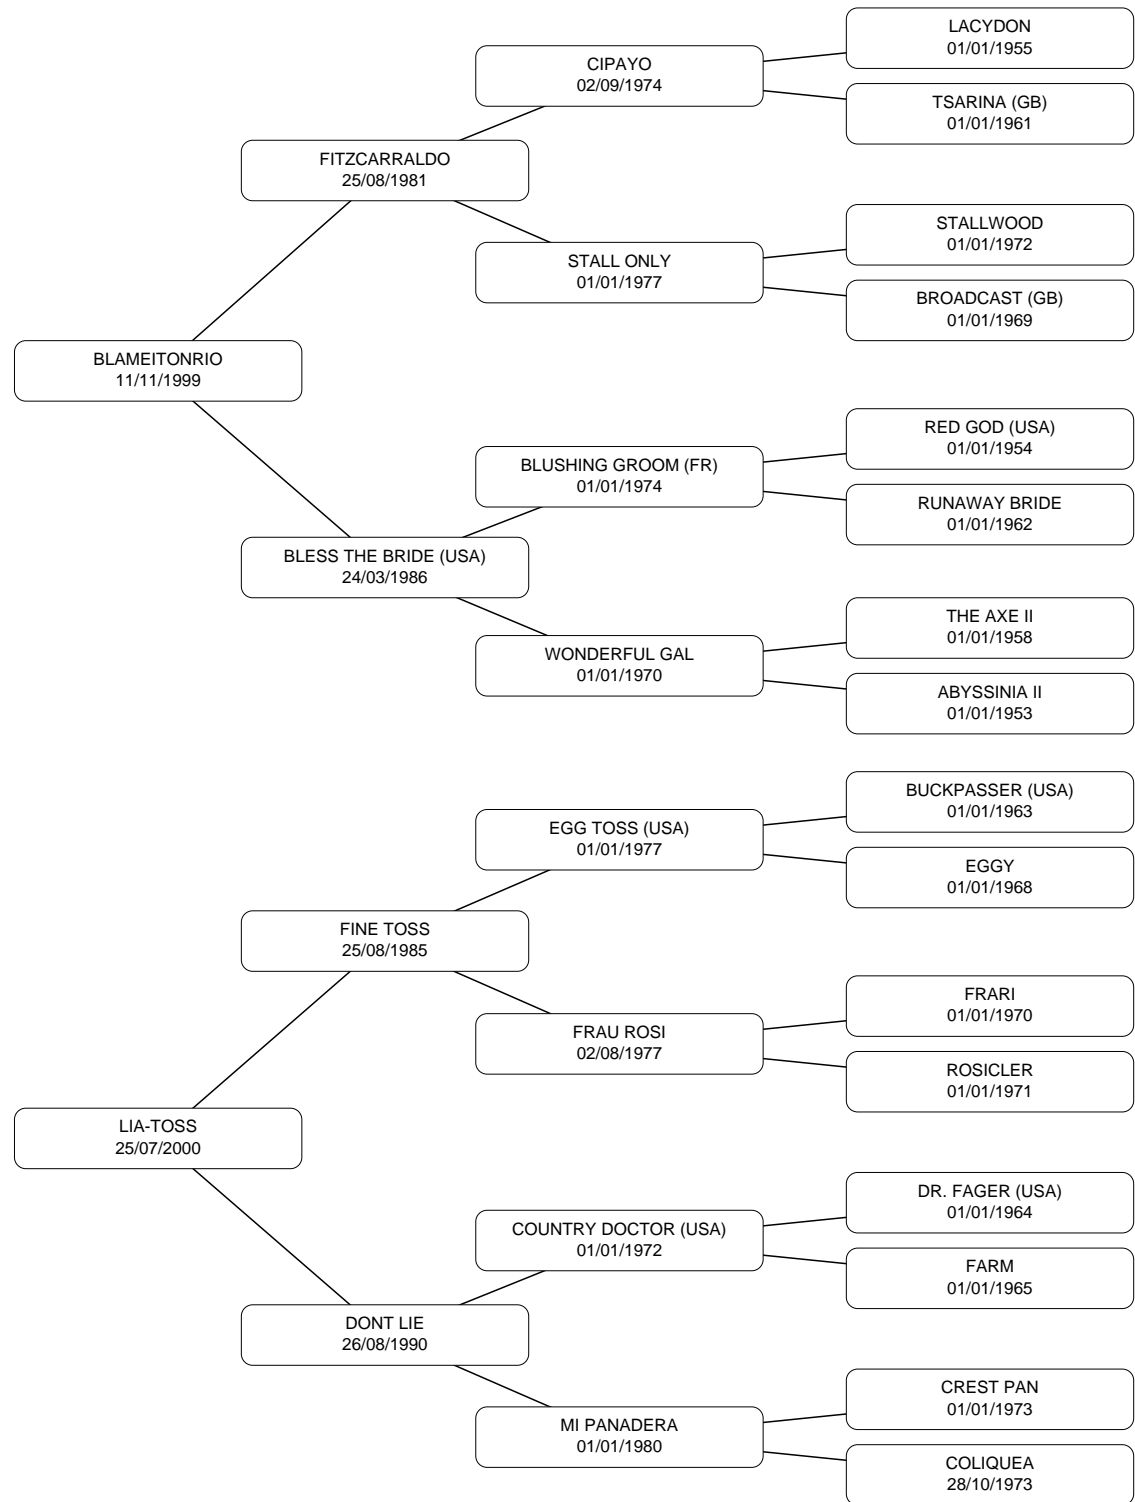 LACYDON
01/01/1955
CIPAYO
02/09/1974
TSARINA (GB)
01/01/1961
FITZCARRALDO
25/08/1981
STALLWOOD
01/01/1972
STALL ONLY
01/01/1977
BROADCAST (GB)
01/01/1969
BLAMEITONRIO
11/11/1999
RED GOD (USA)
01/01/1954
BLUSHING GROOM (FR)
01/01/1974
RUNAWAY BRIDE
01/01/1962
BLESS THE BRIDE (USA)
24/03/1986
THE AXE II
01/01/1958
WONDERFUL GAL
01/01/1970
ABYSSINIA II
01/01/1953
BUCKPASSER (USA)
01/01/1963
EGG TOSS (USA)
01/01/1977
EGGY
01/01/1968
FINE TOSS
25/08/1985
FRARI
01/01/1970
FRAU ROSI
02/08/1977
ROSICLER
01/01/1971
LIA-TOSS
25/07/2000
DR. FAGER (USA)
01/01/1964
COUNTRY DOCTOR (USA)
01/01/1972
FARM
01/01/1965
DONT LIE
26/08/1990
CREST PAN
01/01/1973
MI PANADERA
01/01/1980
COLIQUEA
28/10/1973